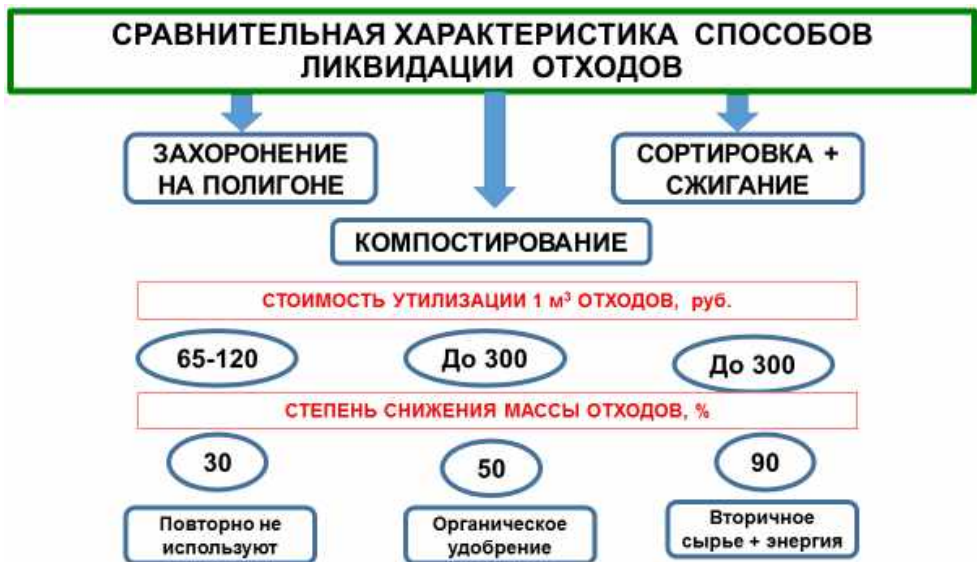 СРАВНИТЕЛЬНАЯ ХАРАКТЕРИСТИКА СПОСОБОВ
ЛИКВИДАЦИИ ОТХОДОВ
ЗАХОРОНЕНИЕ
НА ПОЛИГОНЕ
СОРТИРОВКА +
СЖИГАНИЕ
КОМПОСТИРОВАНИЕ
СТОИМОСТЬ УТИЛИЗАЦИИ 1 м³ ОТХОДОВ, руб.
65-120
До 300
До 300
СТЕПЕНЬ СНИЖЕНИЯ МАССЫ ОТХОДОВ, %
30
50
90
Повторно не
используют
Органическое
удобрение
Вторичное
сырье + энергия